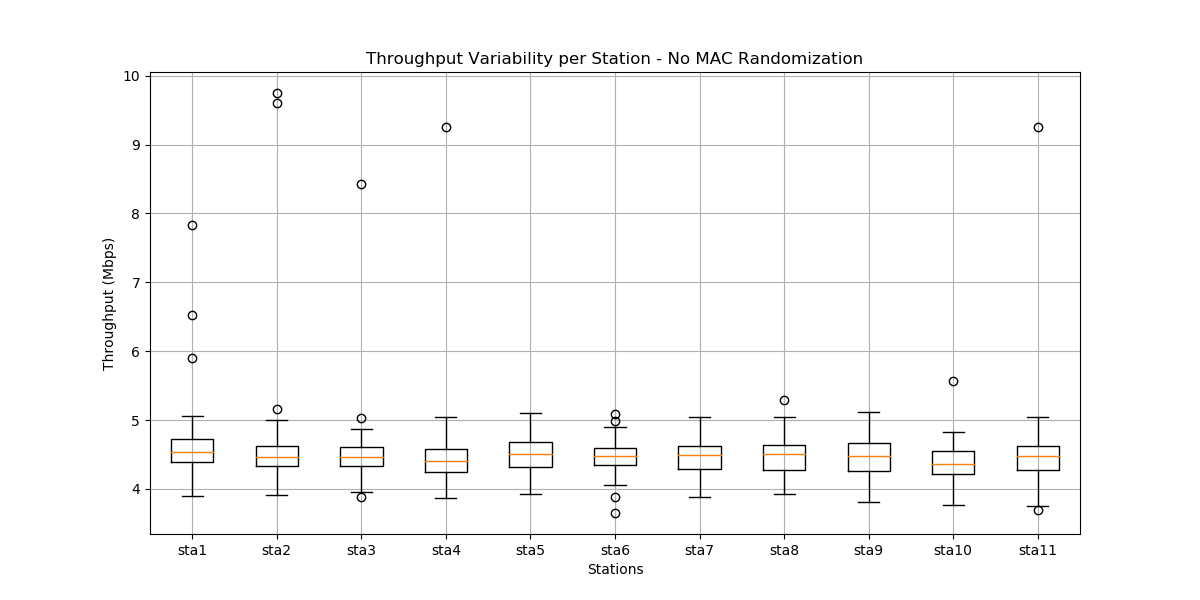 Throughput Variability per Station - No MAC Randomization
10
9
8
7
6
5
4
Throughput (Mbps)
sta1 sta2 sta3 sta4 sta5 sta6 sta7 sta8 sta9 sta10 sta11
Stations